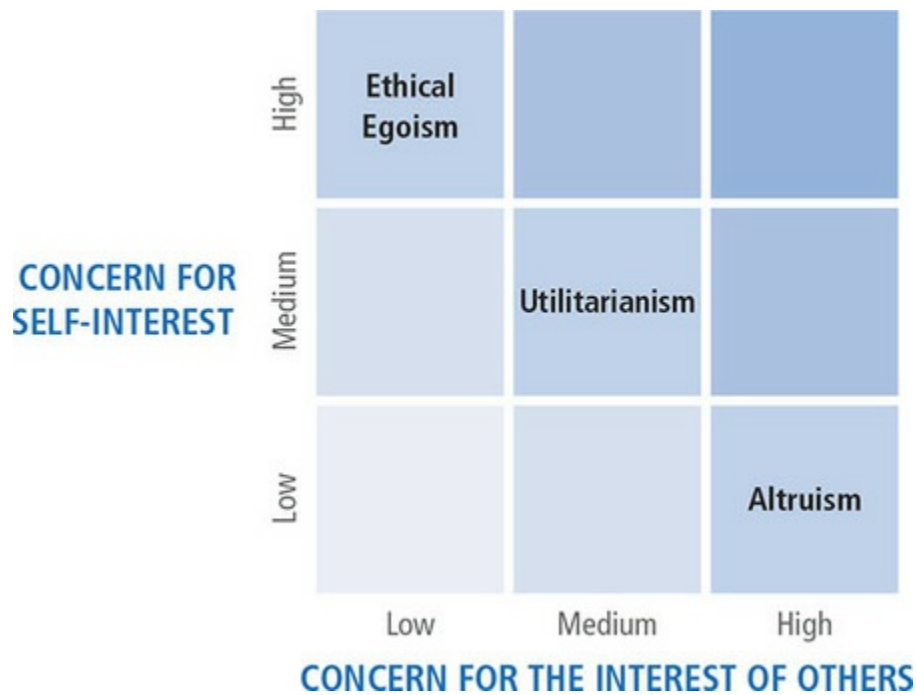 High
Ethical
Egoism
CONCERN FOR
SELF-INTEREST
Medium
Utilitarianism
Low
Altruism
Low
Medium
High
CONCERN FOR THE INTEREST OF OTHERS